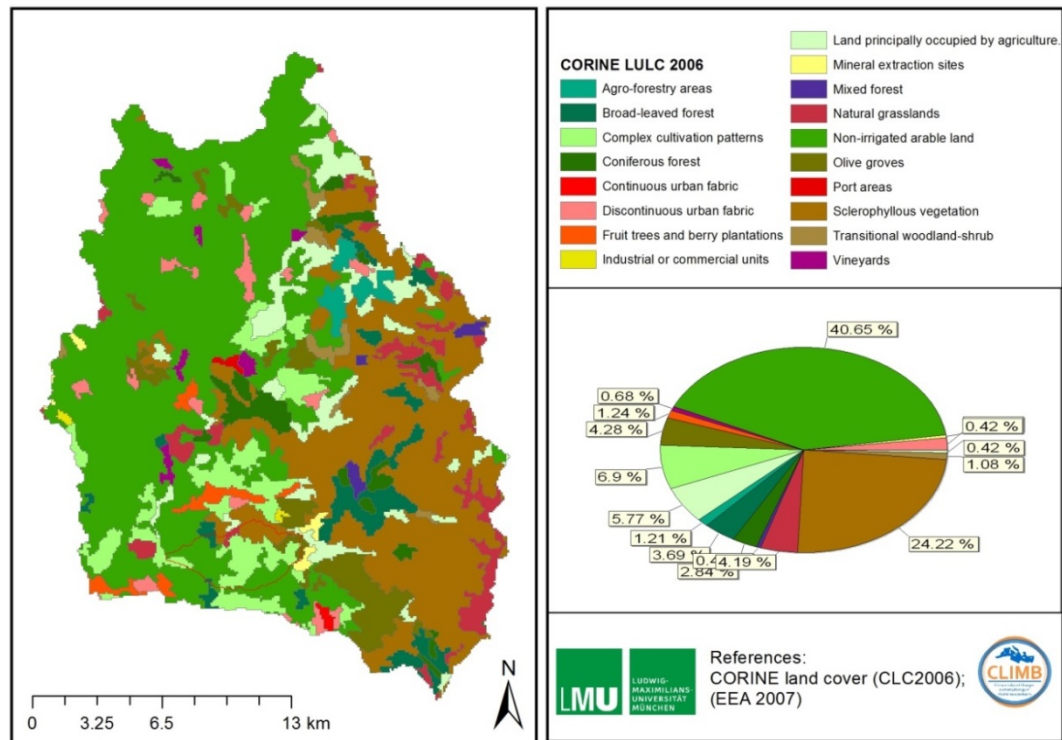 N
0 3.25 6.5 13 km
CORINE LULC 2006
Agro-forestry areas
Broad-leaved forest
Complex cultivation patterns
Coniferous forest
Continuous urban fabric
Discontinuous urban fabric
Fruit trees and berry plantations
Industrial or commercial units
Land principally occupied by agriculture.
Mineral extraction sites
Mixed forest
Natural grasslands
Non-irrigated arable land
Olive groves
Port areas
Sclerophyllous vegetation
Transitional woodland-shrub
Vineyards
40.65 %
0.68 %
1.24 %
4.28 %
6.9 %
5.77 %
1.21 %
3.69 %
2.84 %
4.19 %
24.22 %
1.08 %
0.42 %
0.42 %
LMU
LUDWIG-
MAXIMILIANS-
UNIVERSITÄT
MÜNCHEN
References:
CORINE land cover (CLC2006);
(EEA 2007)
CLIMB